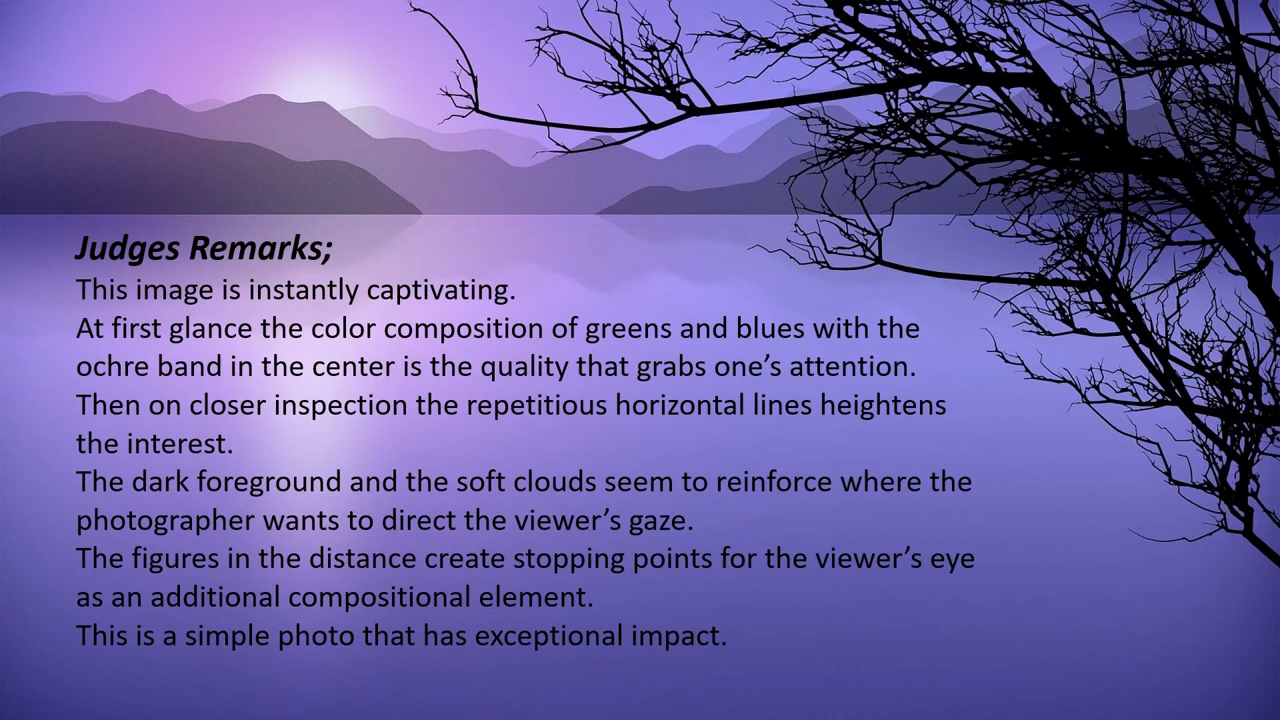 Judges Remarks;
This image is instantly captivating.
At first glance the color composition of greens and blues with the
ochre band in the center is the quality that grabs one’s attention.
Then on closer inspection the repetitious horizontal lines heightens
the interest.
The dark foreground and the soft clouds seem to reinforce where the
photographer wants to direct the viewer’s gaze.
The figures in the distance create stopping points for the viewer’s eye
as an additional compositional element.
This is a simple photo that has exceptional impact.